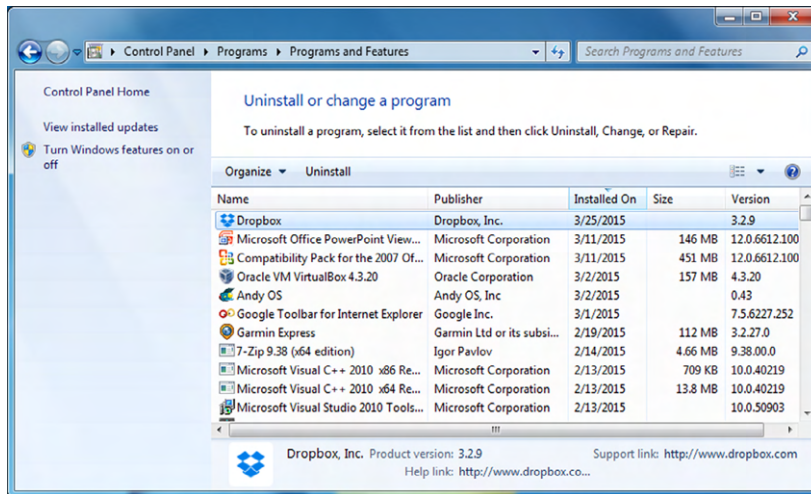 Control Panel Programs Programs and Features Search Programs and Features
Control Panel Home
View installed updates
Turn Windows features on or
off
Uninstall or change a program
To uninstall a program, select it from the list and then click Uninstall, Change, or Repair.
Organize Uninstall
Name Publisher Installed On Size Version
Dropbox Dropbox, Inc. 3/25/2015 3.2.9
Microsoft Office PowerPoint View... Microsoft Corporation 3/11/2015 146 MB 12.0.6612.100
Compatibility Pack for the 2007 Of... Microsoft Corporation 3/11/2015 451 MB 12.0.6612.100
Oracle VM VirtualBox 4.3.20 Oracle Corporation 3/2/2015 157 MB 4.3.20
Andy OS Andy OS, Inc 3/2/2015 0.43
Google Toolbar for Internet Explorer Google Inc. 3/1/2015 7.5.6227.252
Garmin Express Garmin Ltd or its subsi... 2/19/2015 112 MB 3.2.27.0
7-Zip 9.38 (x64 edition) Igor Pavlov 2/14/2015 4.66 MB 9.38.00.0
Microsoft Visual C++ 2010 x86 Re... Microsoft Corporation 2/13/2015 709 KB 10.0.40219
Microsoft Visual C++ 2010 x64 Re... Microsoft Corporation 2/13/2015 13.8 MB 10.0.40219
Microsoft Visual Studio 2010 Tools... Microsoft Corporation 2/13/2015 10.0.50903
Dropbox, Inc. Product version: 3.2.9 Support link: http://www.dropbox.com
Help link: http://www.dropbox.co...